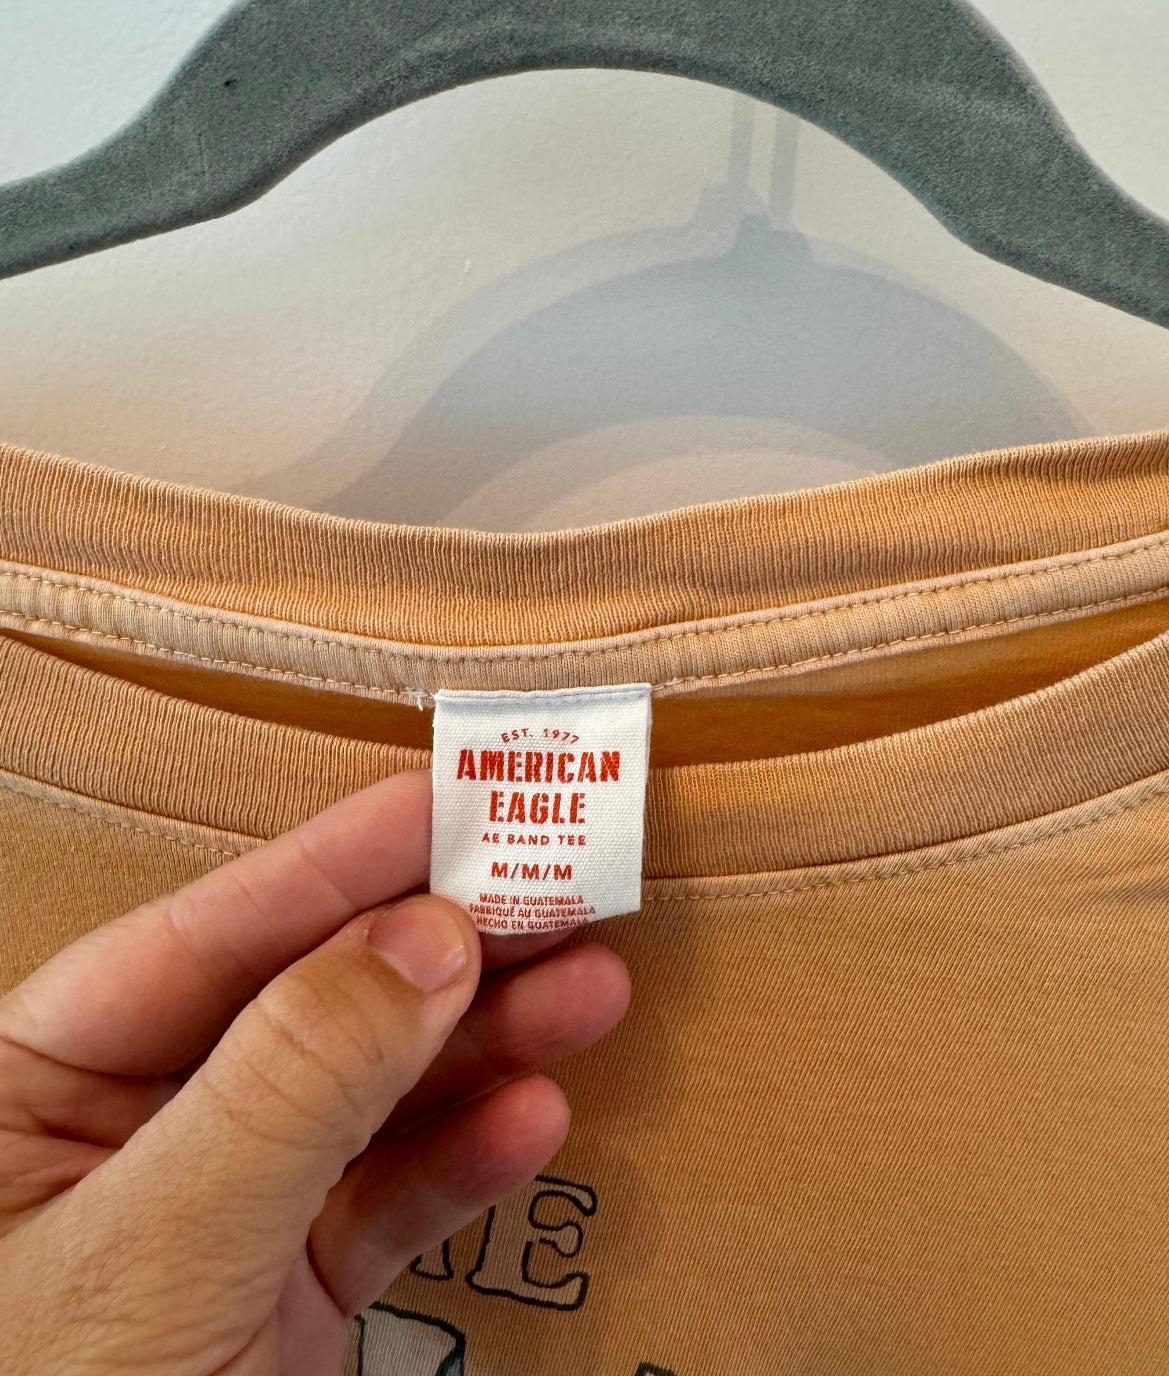 EST. 1977
AMERICAN
EAGLE
AE BAND TEE
M/M/M
MADE IN GUATEMALA
FABRIQUÉ AU GUATEMALA
HECHO EN GUATEMALA